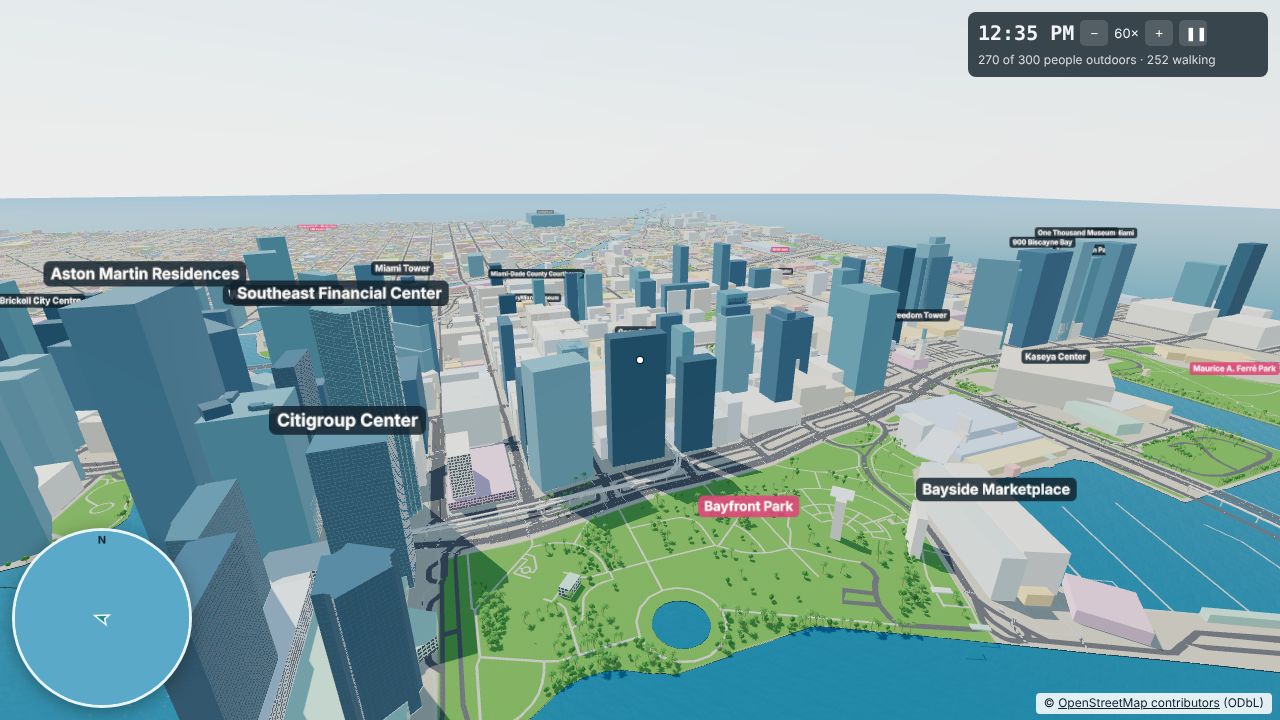 12:35 PM − 60× + ❚❚
270 of 300 people outdoors · 252 walking
One Thousand Museum
900 Biscayne Bay
Aston Martin Residences
Miami Tower
Miami-Dade County
Southeast Financial Center
Brickell City Centre
Freedom Tower
Kaseya Center
Maurice A. Ferré Park
Citigroup Center
Bayside Marketplace
Bayfront Park
N
© OpenStreetMap contributors (ODbL)